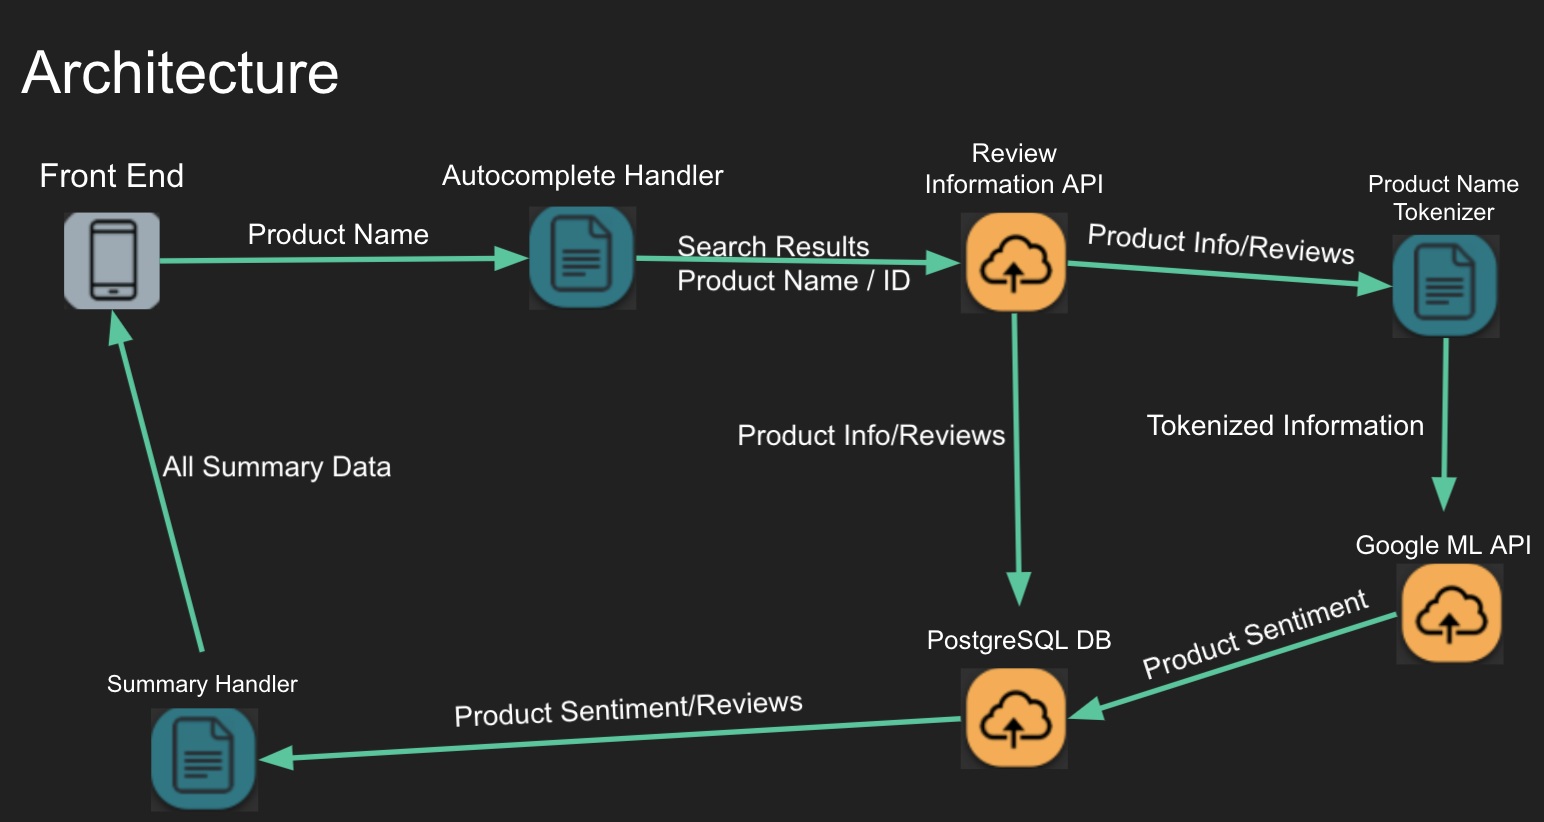 Architecture
Front End
Autocomplete Handler
Review
Information API
Product Name
Tokenizer
Product Name
Search Results
Product Name / ID
Product Info/Reviews
Product Info/Reviews
Tokenized Information
All Summary Data
Google ML API
Product Sentiment
PostgreSQL DB
Product Sentiment/Reviews
Summary Handler